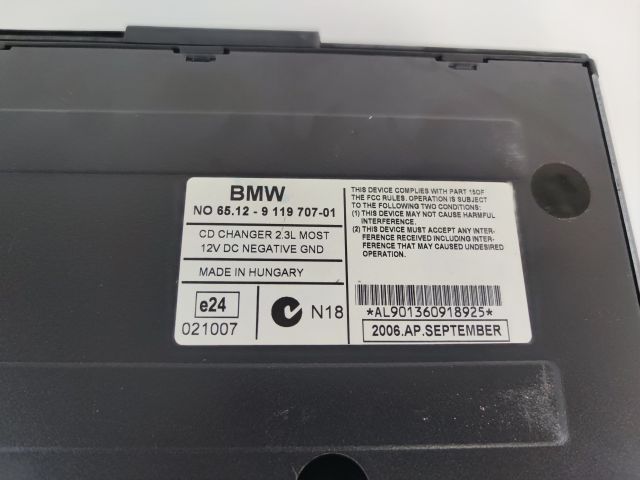 BMW
NO 65.12 - 9 119 707-01
CD CHANGER 2.3L MOST
12V DC NEGATIVE GND
MADE IN HUNGARY
e24
021007
N18
THIS DEVICE COMPLIES WITH PART 15OF
THE FCC RULES. OPERATION IS SUBJECT
TO THE FOLLOWING TWO CONDITIONS:
(1) THIS DEVICE MAY NOT CAUSE HARMFUL
INTERFERENCE.
(2) THIS DEVICE MUST ACCEPT ANY INTER-
FERENCE RECEIVED INCLUDING INTER-
FERENCE THAT MAY CAUSED UNDESIRED
OPERATION.
*AL901360918925*
2006.AP.SEPTEMBER